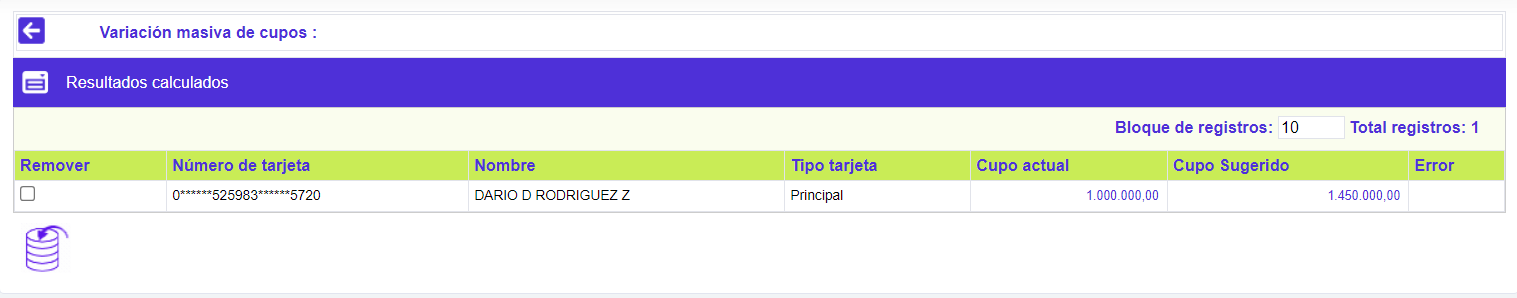 Variación masiva de cupos :
Resultados calculados
Bloque de registros: 10 Total registros: 1
Remover Número de tarjeta Nombre Tipo tarjeta Cupo actual Cupo Sugerido Error
0******525983******5720 DARIO D RODRIGUEZ Z Principal 1.000.000,00 1.450.000,00